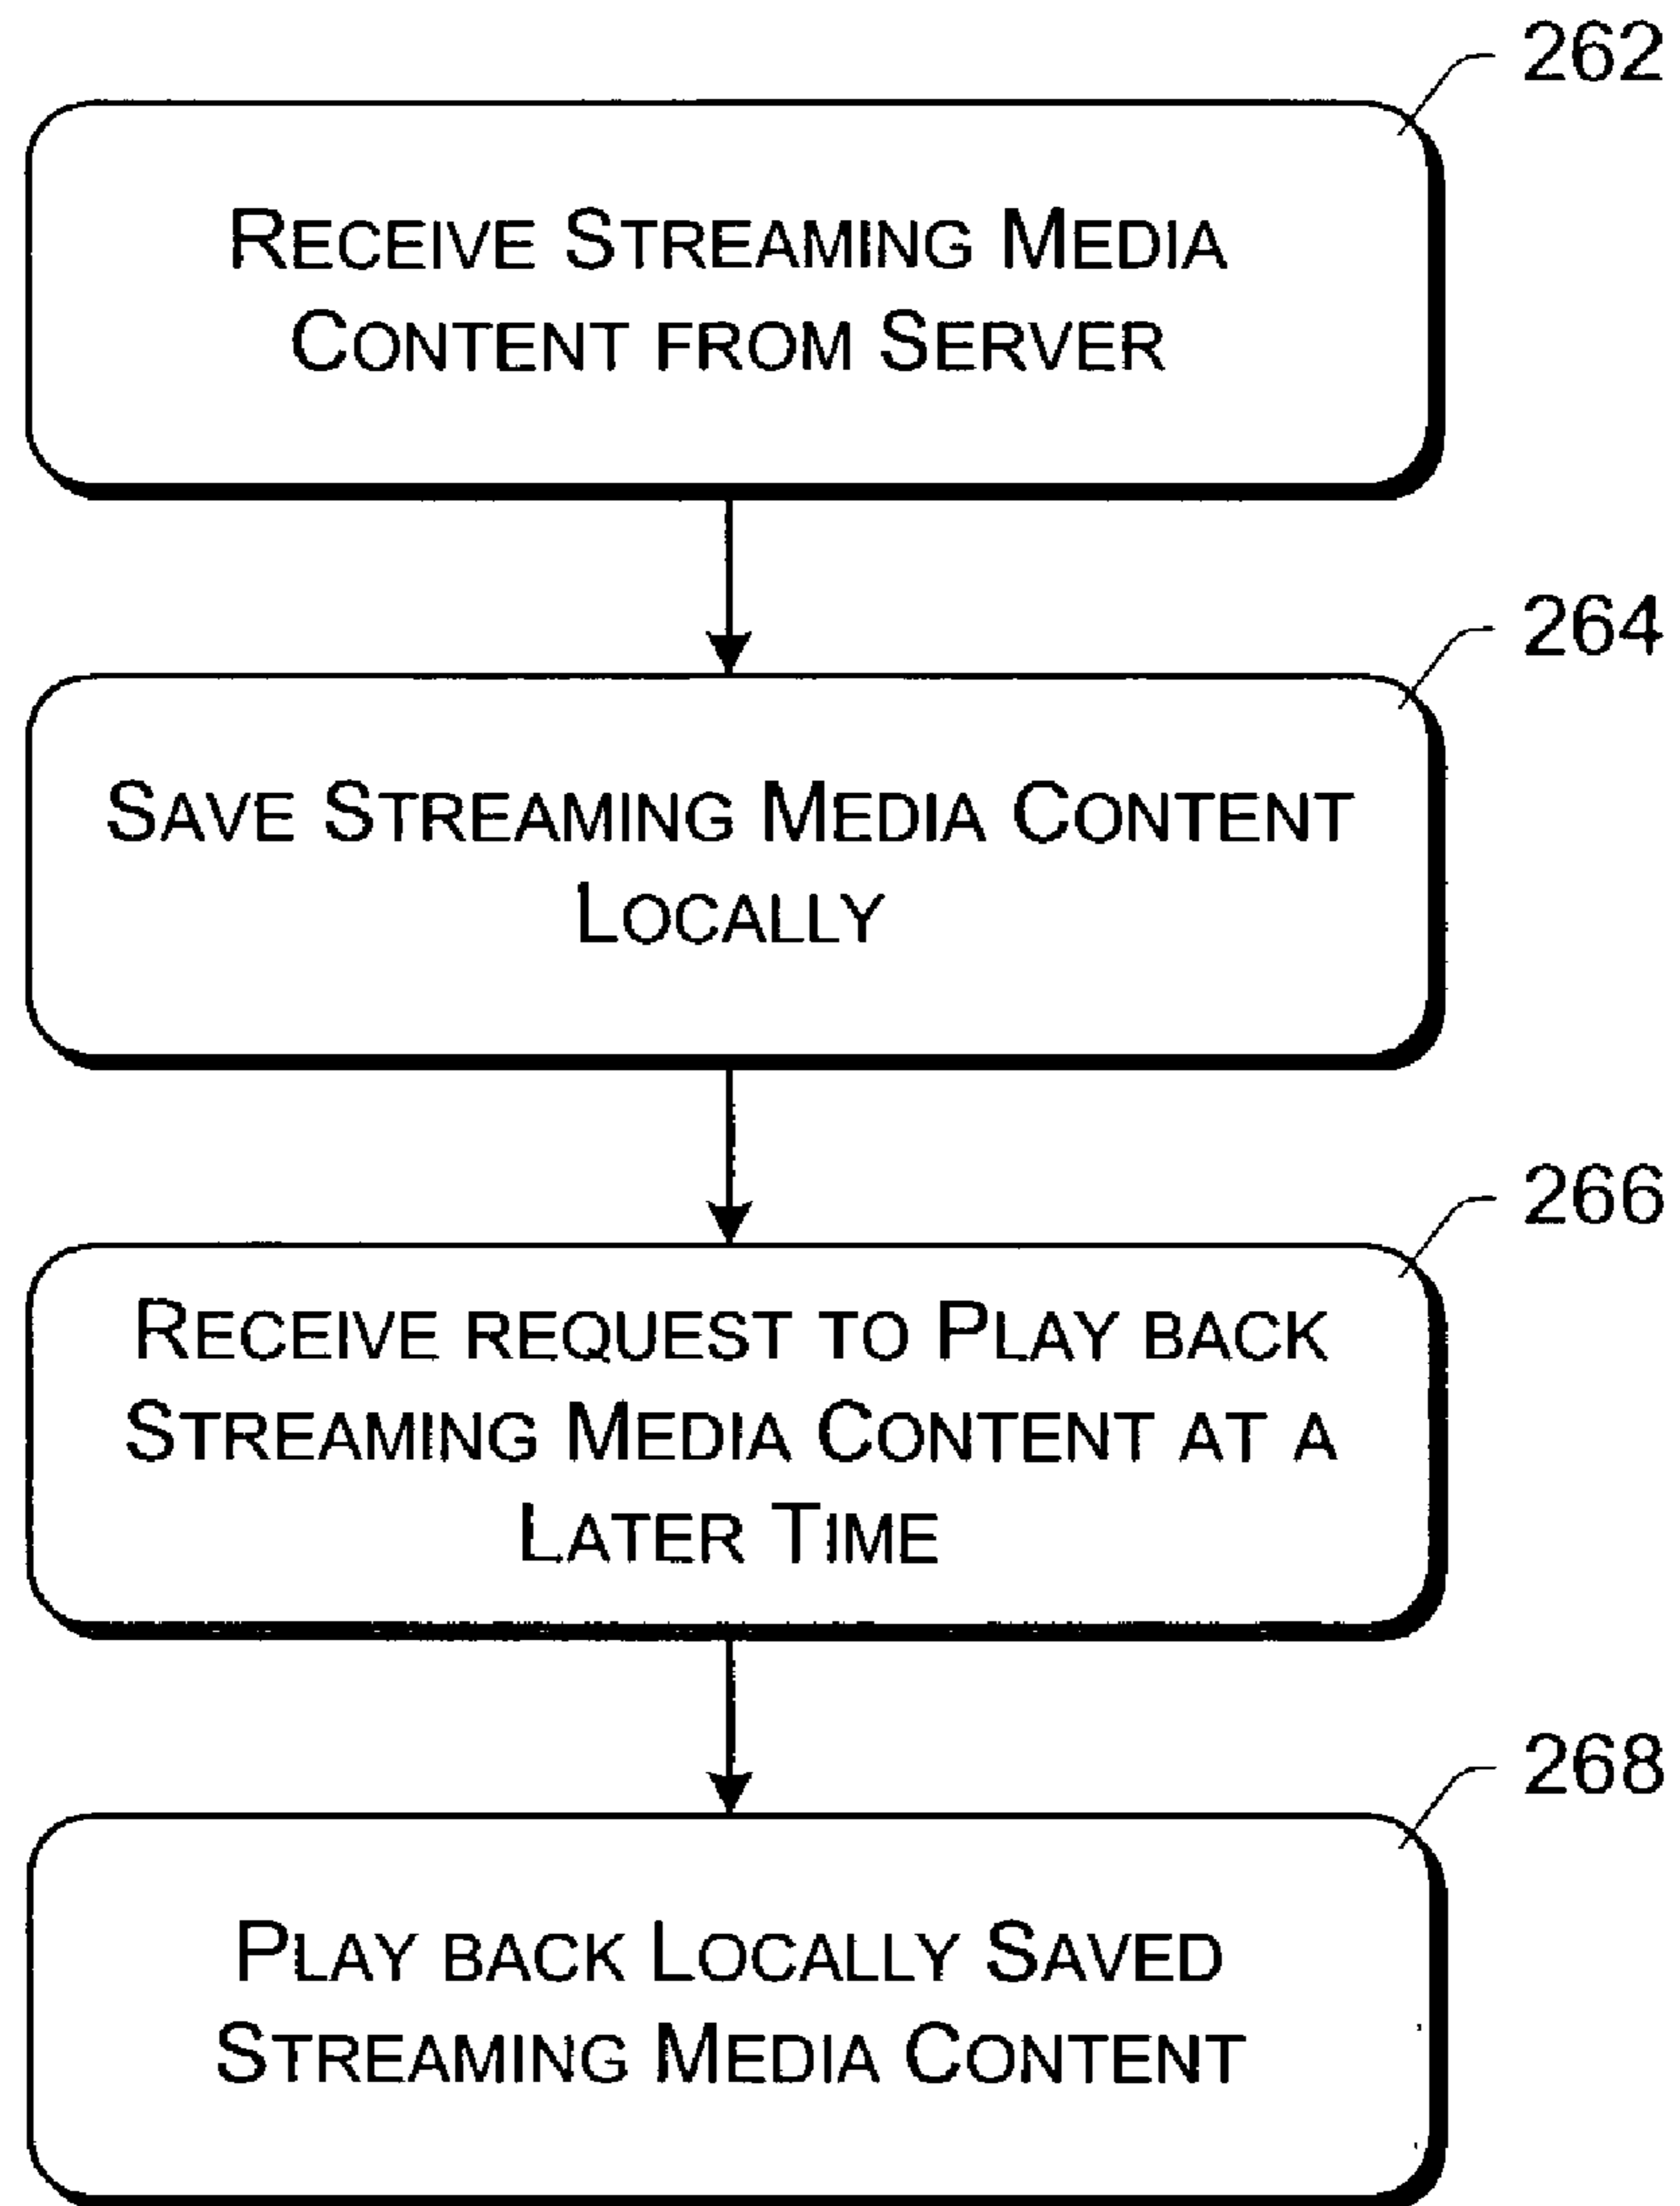 262
RECEIVE STREAMING MEDIA
CONTENT FROM SERVER
264
SAVE STREAMING MEDIA CONTENT
LOCALLY
266
RECEIVE REQUEST TO PLAY BACK
STREAMING MEDIA CONTENT AT A
LATER TIME
268
PLAY BACK LOCALLY SAVED
STREAMING MEDIA CONTENT